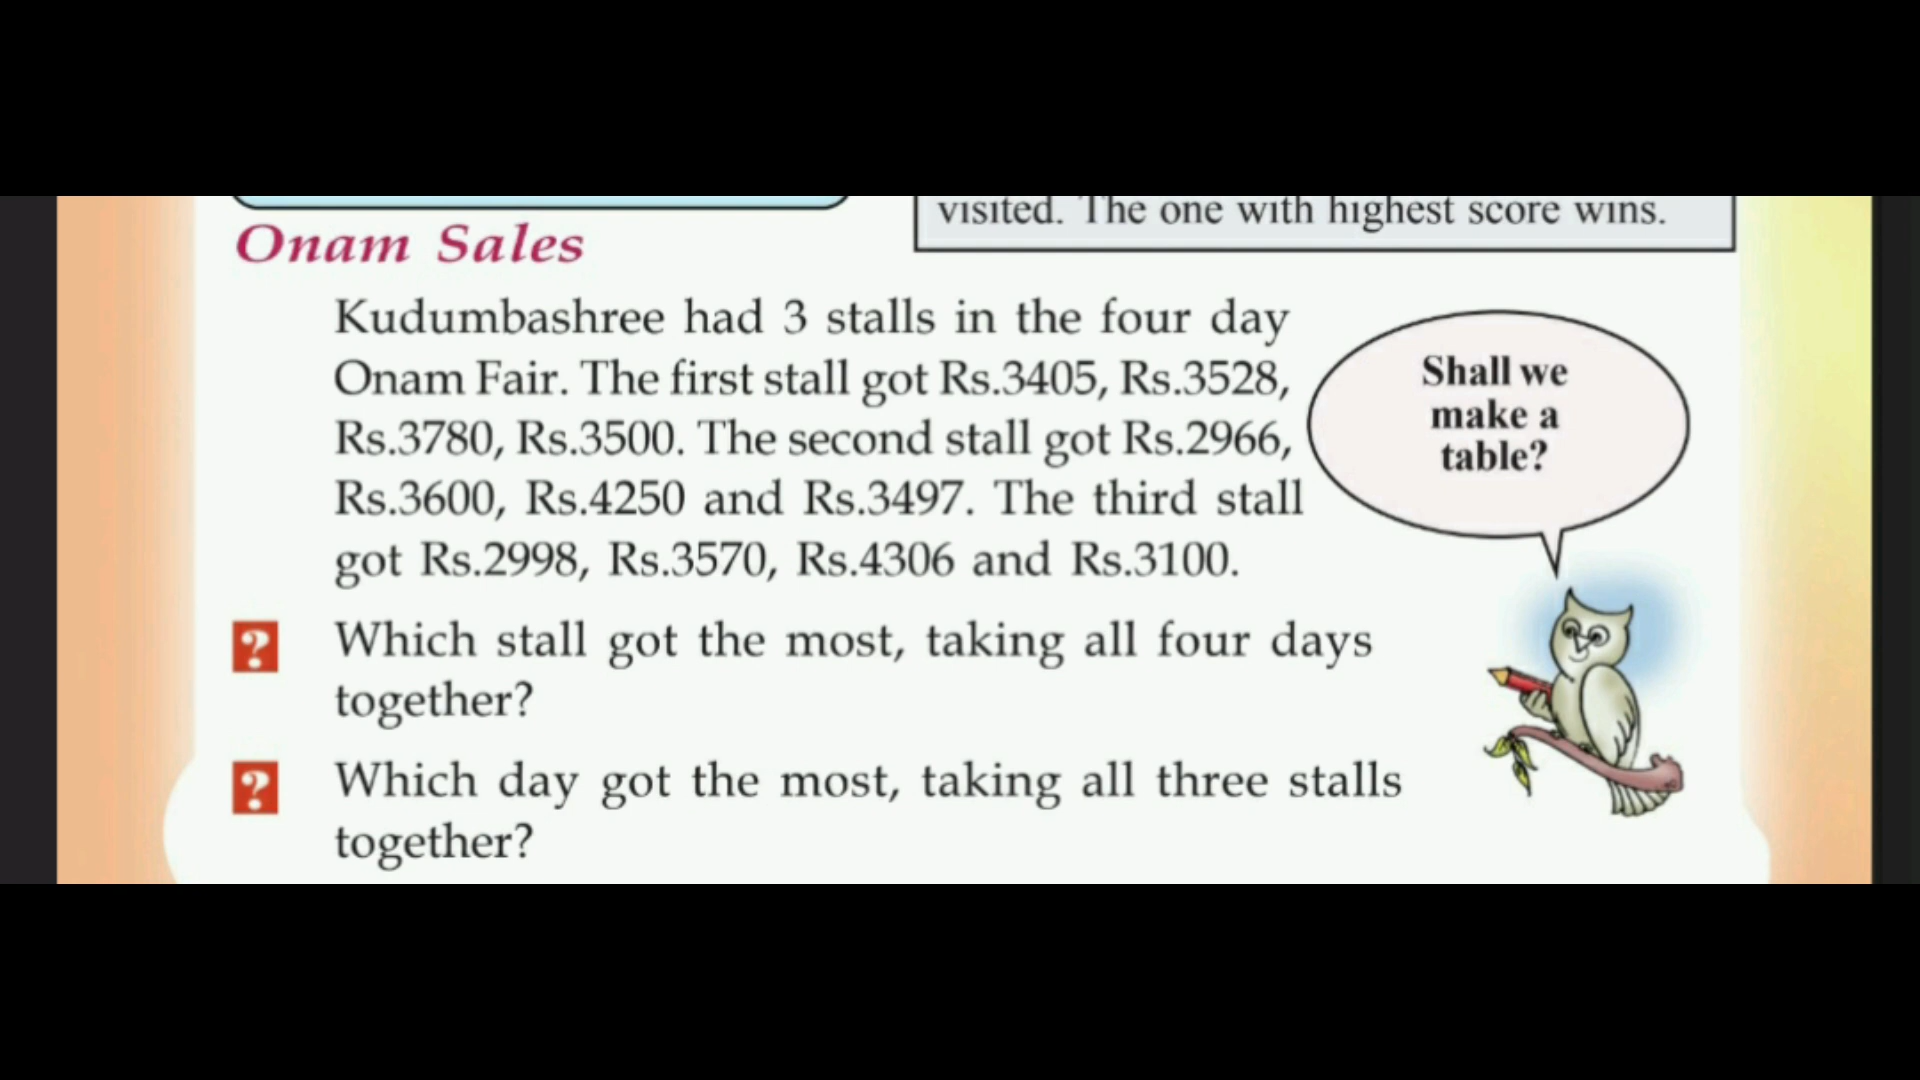 visited. The one with highest score wins.
Onam Sales
Kudumbashree had 3 stalls in the four day
Onam Fair. The first stall got Rs.3405, Rs.3528,
Rs.3780, Rs.3500. The second stall got Rs.2966,
Rs.3600, Rs.4250 and Rs.3497. The third stall
got Rs.2998, Rs.3570, Rs.4306 and Rs.3100.
Shall we
make a
table?
? Which stall got the most, taking all four days
together?
? Which day got the most, taking all three stalls
together?